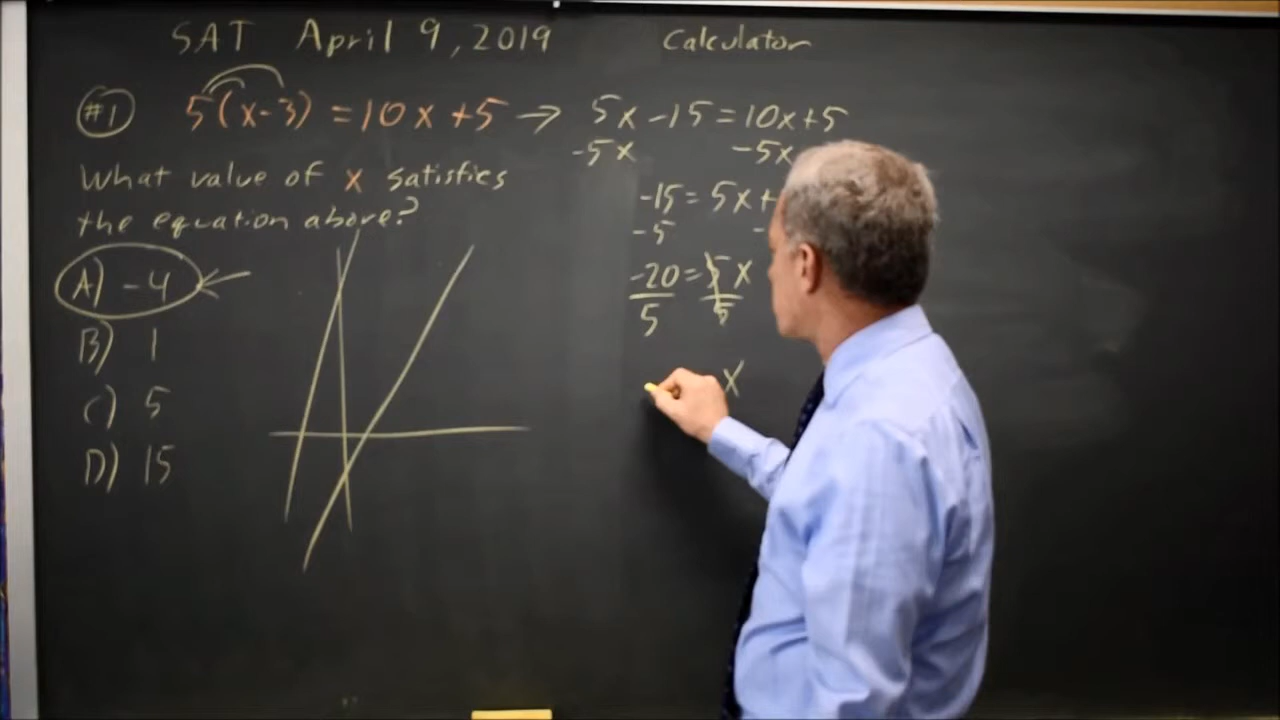 SAT April 9, 2019
Calculator
#1 5(x-3) = 10x +5 → 5x -15 = 10x+5
-5x -5x
What value of x satisfies
the equation above?
-15 = 5x+
-5 -
A) -4
-20 = 5x
5 5
B) 1
x
C) 5
D) 15